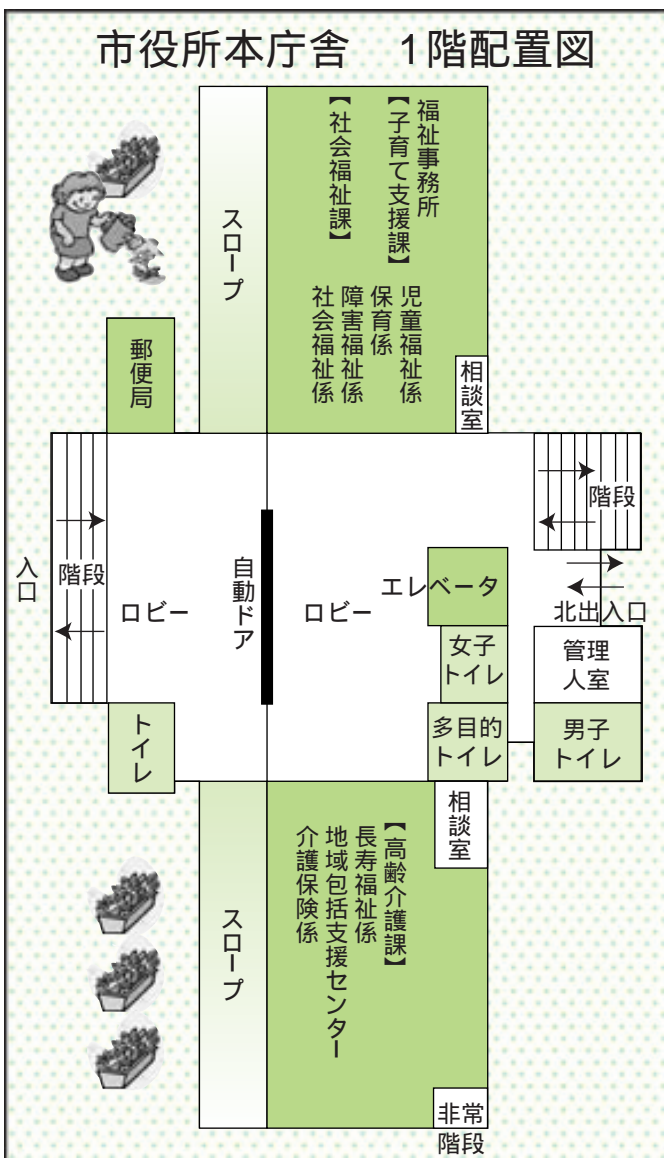 市役所本庁舎 1階配置図
福祉事務所
【子育て支援課】
児童福祉係
保育係
【社会福祉課】
障害福祉係
社会福祉係
スロープ
相談室
郵便局
入口
階段
ロビー
自動ドア
ロビー
エレベータ
階段
北出入口
女子
トイレ
管理
人室
トイレ
多目的
トイレ
男子
トイレ
スロープ
相談室
【高齢介護課】
長寿福祉係
地域包括支援センター
介護保険係
非常
階段